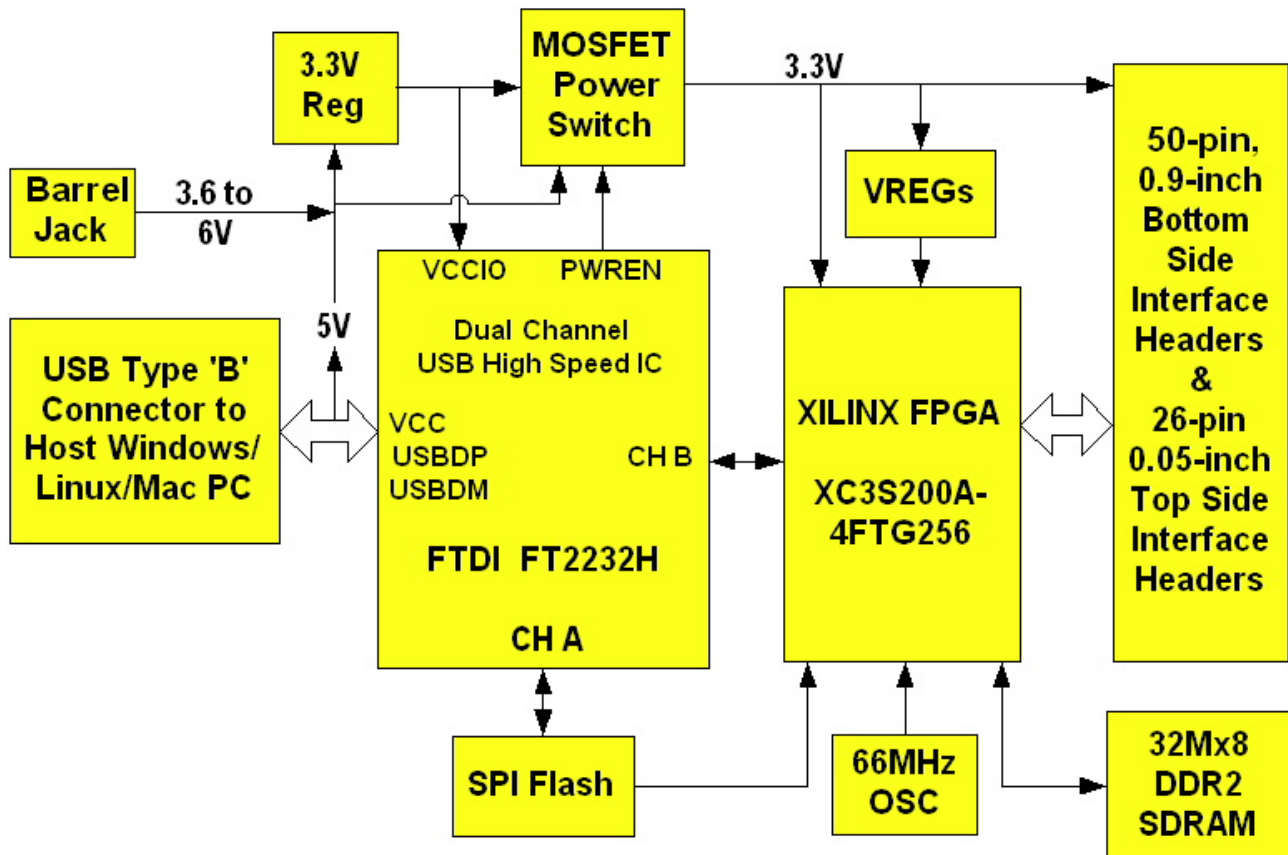 MOSFET
Power
Switch
3.3V
Reg
3.3V
50-pin,
0.9-inch
Bottom
Side
Interface
Headers
&
26-pin
0.05-inch
Top Side
Interface
Headers
VREGs
Barrel
Jack
3.6 to
6V
5V
USB Type 'B'
Connector to
Host Windows/
Linux/Mac PC
VCCIO
PWREN
Dual Channel
USB High Speed IC
VCC
USBDP
USBDM
CH B
FTDI FT2232H
CH A
XILINX FPGA
XC3S200A-
4FTG256
SPI Flash
66MHz
OSC
32Mx8
DDR2
SDRAM